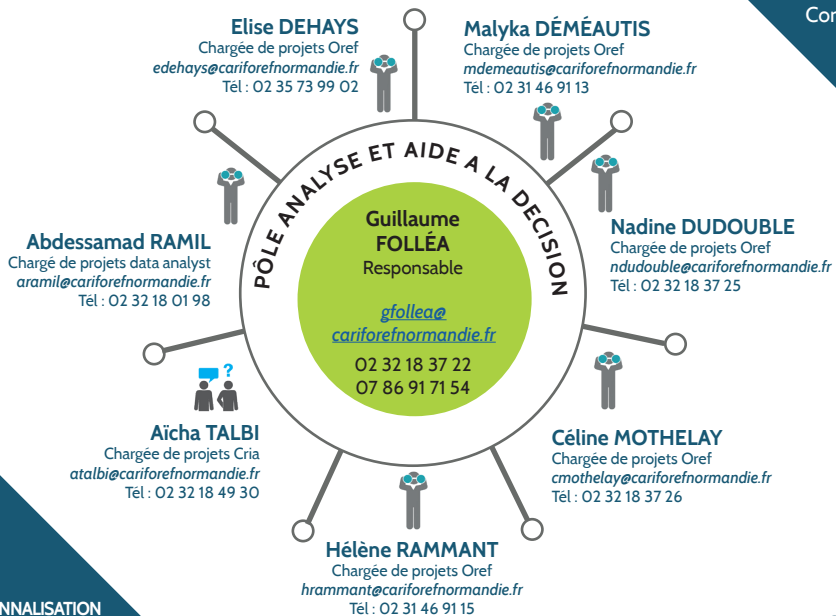 Con
Elise DEHAYS
Chargée de projets Oref
edehays@cariforefnormandie.fr
Tél : 02 35 73 99 02
Malyka DÉMÉAUTIS
Chargée de projets Oref
mdemeautis@cariforefnormandie.fr
Tél : 02 31 46 91 13
PÔLE ANALYSE ET AIDE A LA DECISION
Guillaume
FOLLÉA
Responsable
gfollea@
cariforefnormandie.fr
02 32 18 37 22
07 86 91 71 54
Abdessamad RAMIL
Chargé de projets data analyst
aramil@cariforefnormandie.fr
Tél : 02 32 18 01 98
Nadine DUDOUBLE
Chargée de projets Oref
ndudouble@cariforefnormandie.fr
Tél : 02 32 18 37 25
?
Aïcha TALBI
Chargée de projets Cria
atalbi@cariforefnormandie.fr
Tél : 02 32 18 49 30
Céline MOTHELAY
Chargée de projets Oref
cmothelay@cariforefnormandie.fr
Tél : 02 32 18 37 26
Hélène RAMMANT
Chargée de projets Oref
hrammant@cariforefnormandie.fr
Tél : 02 31 46 91 15
NNALISATION